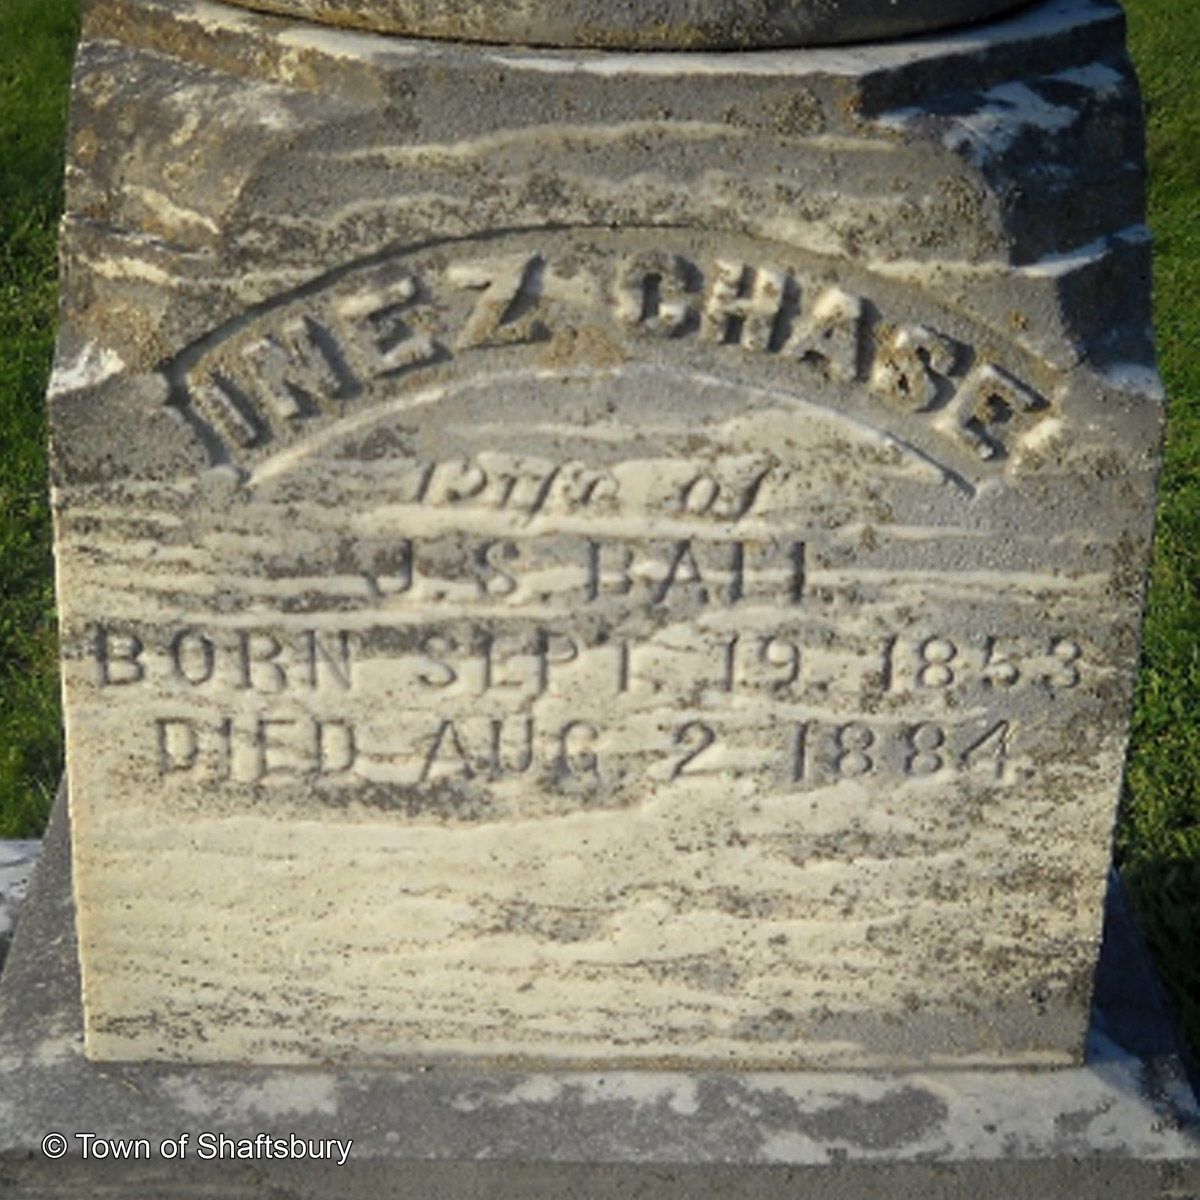 INEZ CHASE
Wife of
J. S. BALL
BORN SEPT. 19. 1853
DIED AUG. 2 1884
© Town of Shaftsbury